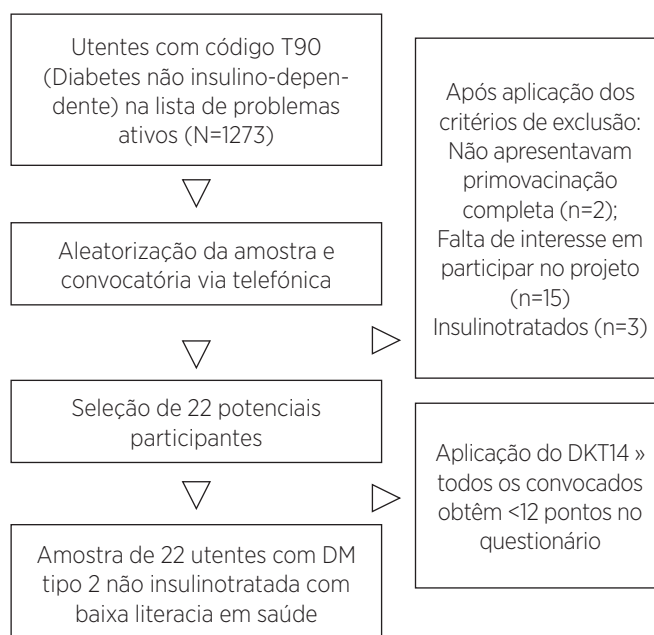 Utentes com código T90
(Diabetes não insulino-depen-
dente) na lista de problemas
ativos (N=1273)
Aleatorização da amostra e
convocatória via telefónica
Após aplicação dos
critérios de exclusão:
Não apresentavam
primovacinação
completa (n=2);
Falta de interesse em
participar no projeto
(n=15)
Insulinotratados (n=3)
Seleção de 22 potenciais
participantes
Aplicação do DKT14 »
todos os convocados
obtêm <12 pontos no
questionário
Amostra de 22 utentes com DM
tipo 2 não insulinotratada com
baixa literacia em saúde